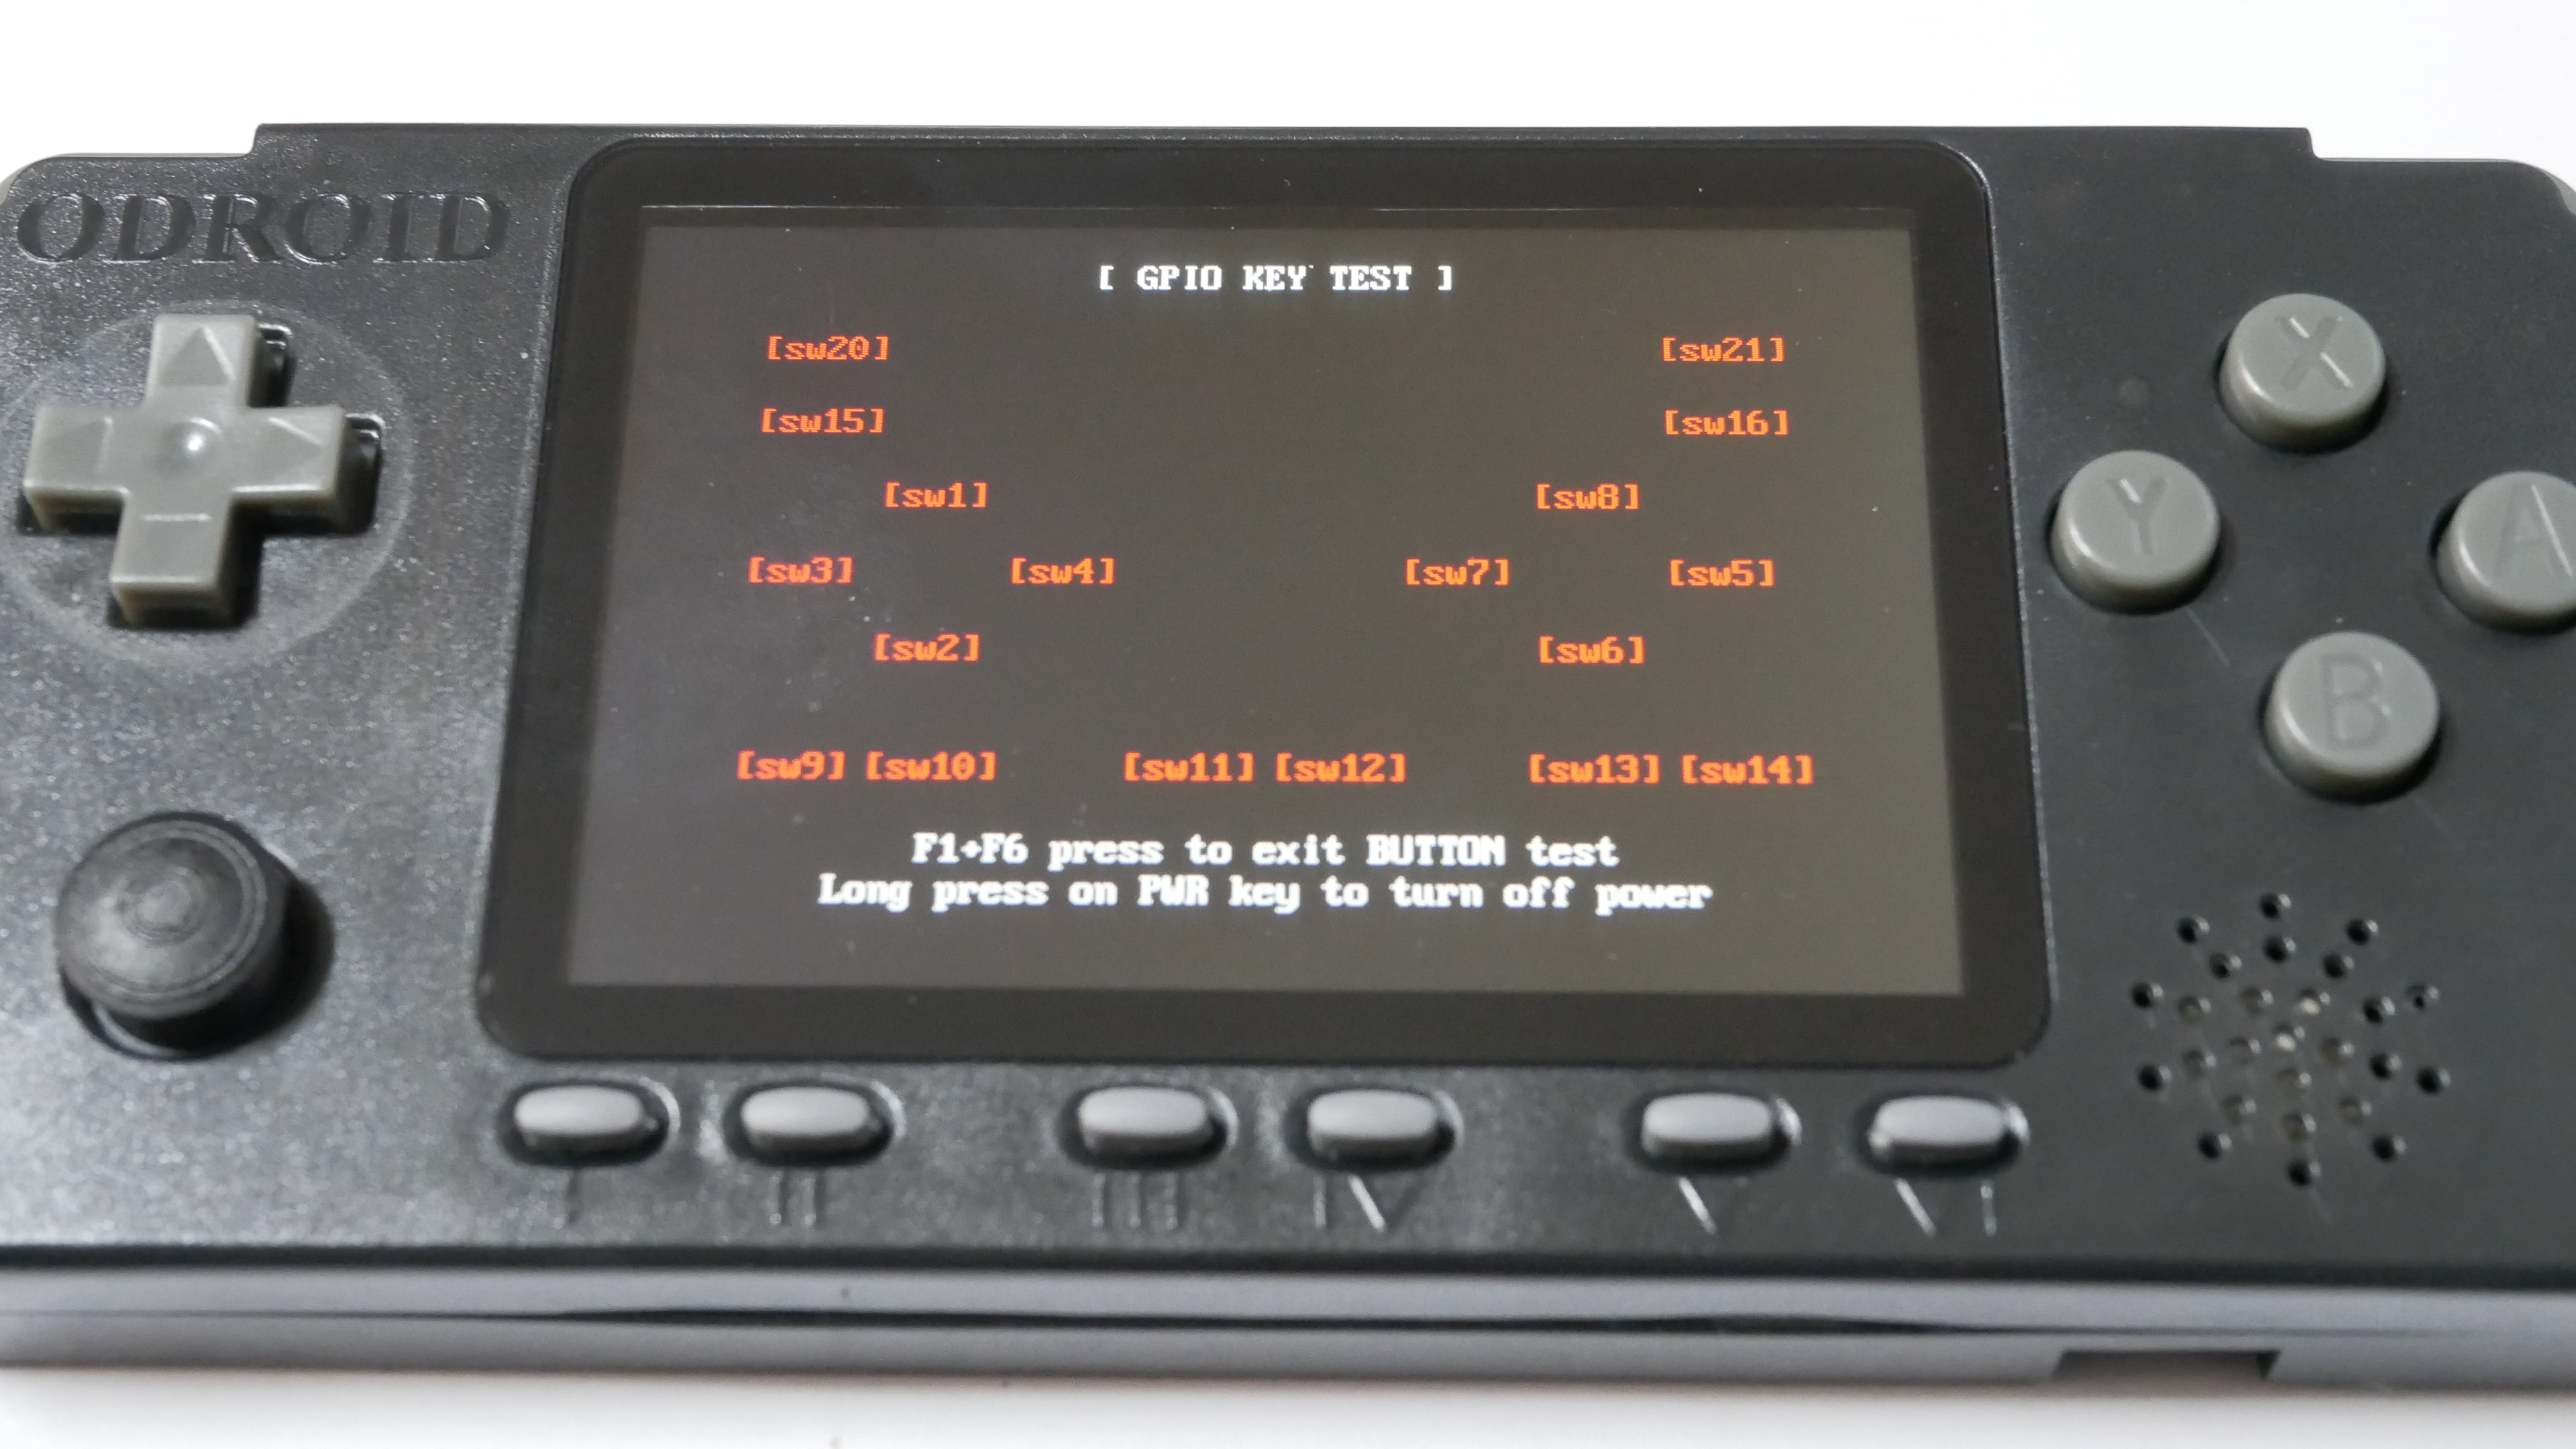 ODROID
[ GPIO KEY TEST ]
[sw20] [sw21]
[sw15] [sw16]
[sw1] [sw8]
[sw3] [sw4] [sw7] [sw5]
[sw2] [sw6]
[sw9] [sw10] [sw11] [sw12] [sw13] [sw14]
F1+F6 press to exit BUTTON test
Long press on PWR key to turn off power
X
Y
A
B
I II III IV V VI